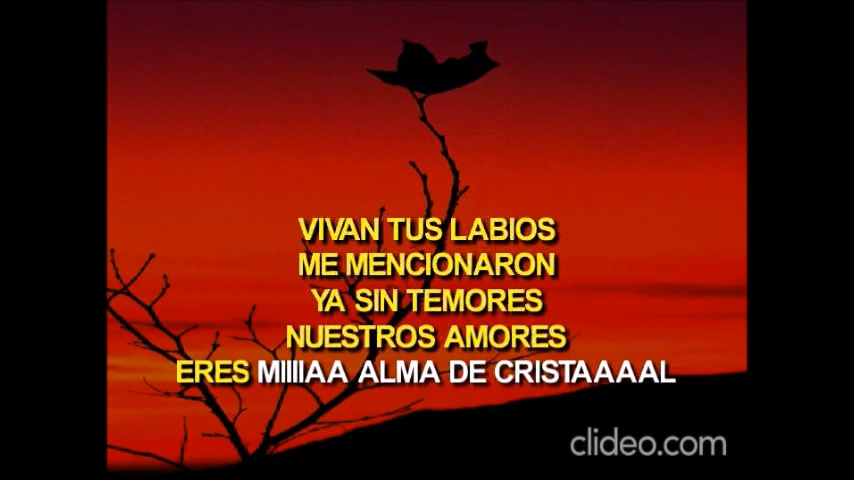 VIVAN TUS LABIOS
ME MENCIONARON
YA SIN TEMORES
NUESTROS AMORES
ERES MIIIIAA ALMA DE CRISTAAAAL
clideo.com